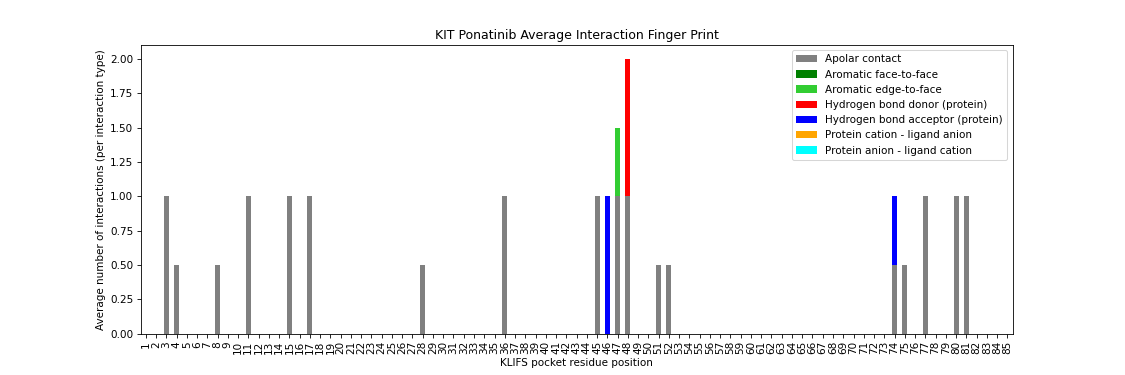 KIT Ponatinib Average Interaction Finger Print
Average number of interactions (per interaction type)
2.00
1.75
1.50
1.25
1.00
0.75
0.50
0.25
0.00
Apolar contact
Aromatic face-to-face
Aromatic edge-to-face
Hydrogen bond donor (protein)
Hydrogen bond acceptor (protein)
Protein cation - ligand anion
Protein anion - ligand cation
1 2 3 4 5 6 7 8 9 10 11 12 13 14 15 16 17 18 19 20 21 22 23 24 25 26 27 28 29 30 31 32 33 34 35 36 37 38 39 40 41 42 43 44 45 46 47 48 49 50 51 52 53 54 55 56 57 58 59 60 61 62 63 64 65 66 67 68 69 70 71 72 73 74 75 76 77 78 79 80 81 82 83 84 85
KLIFS pocket residue position